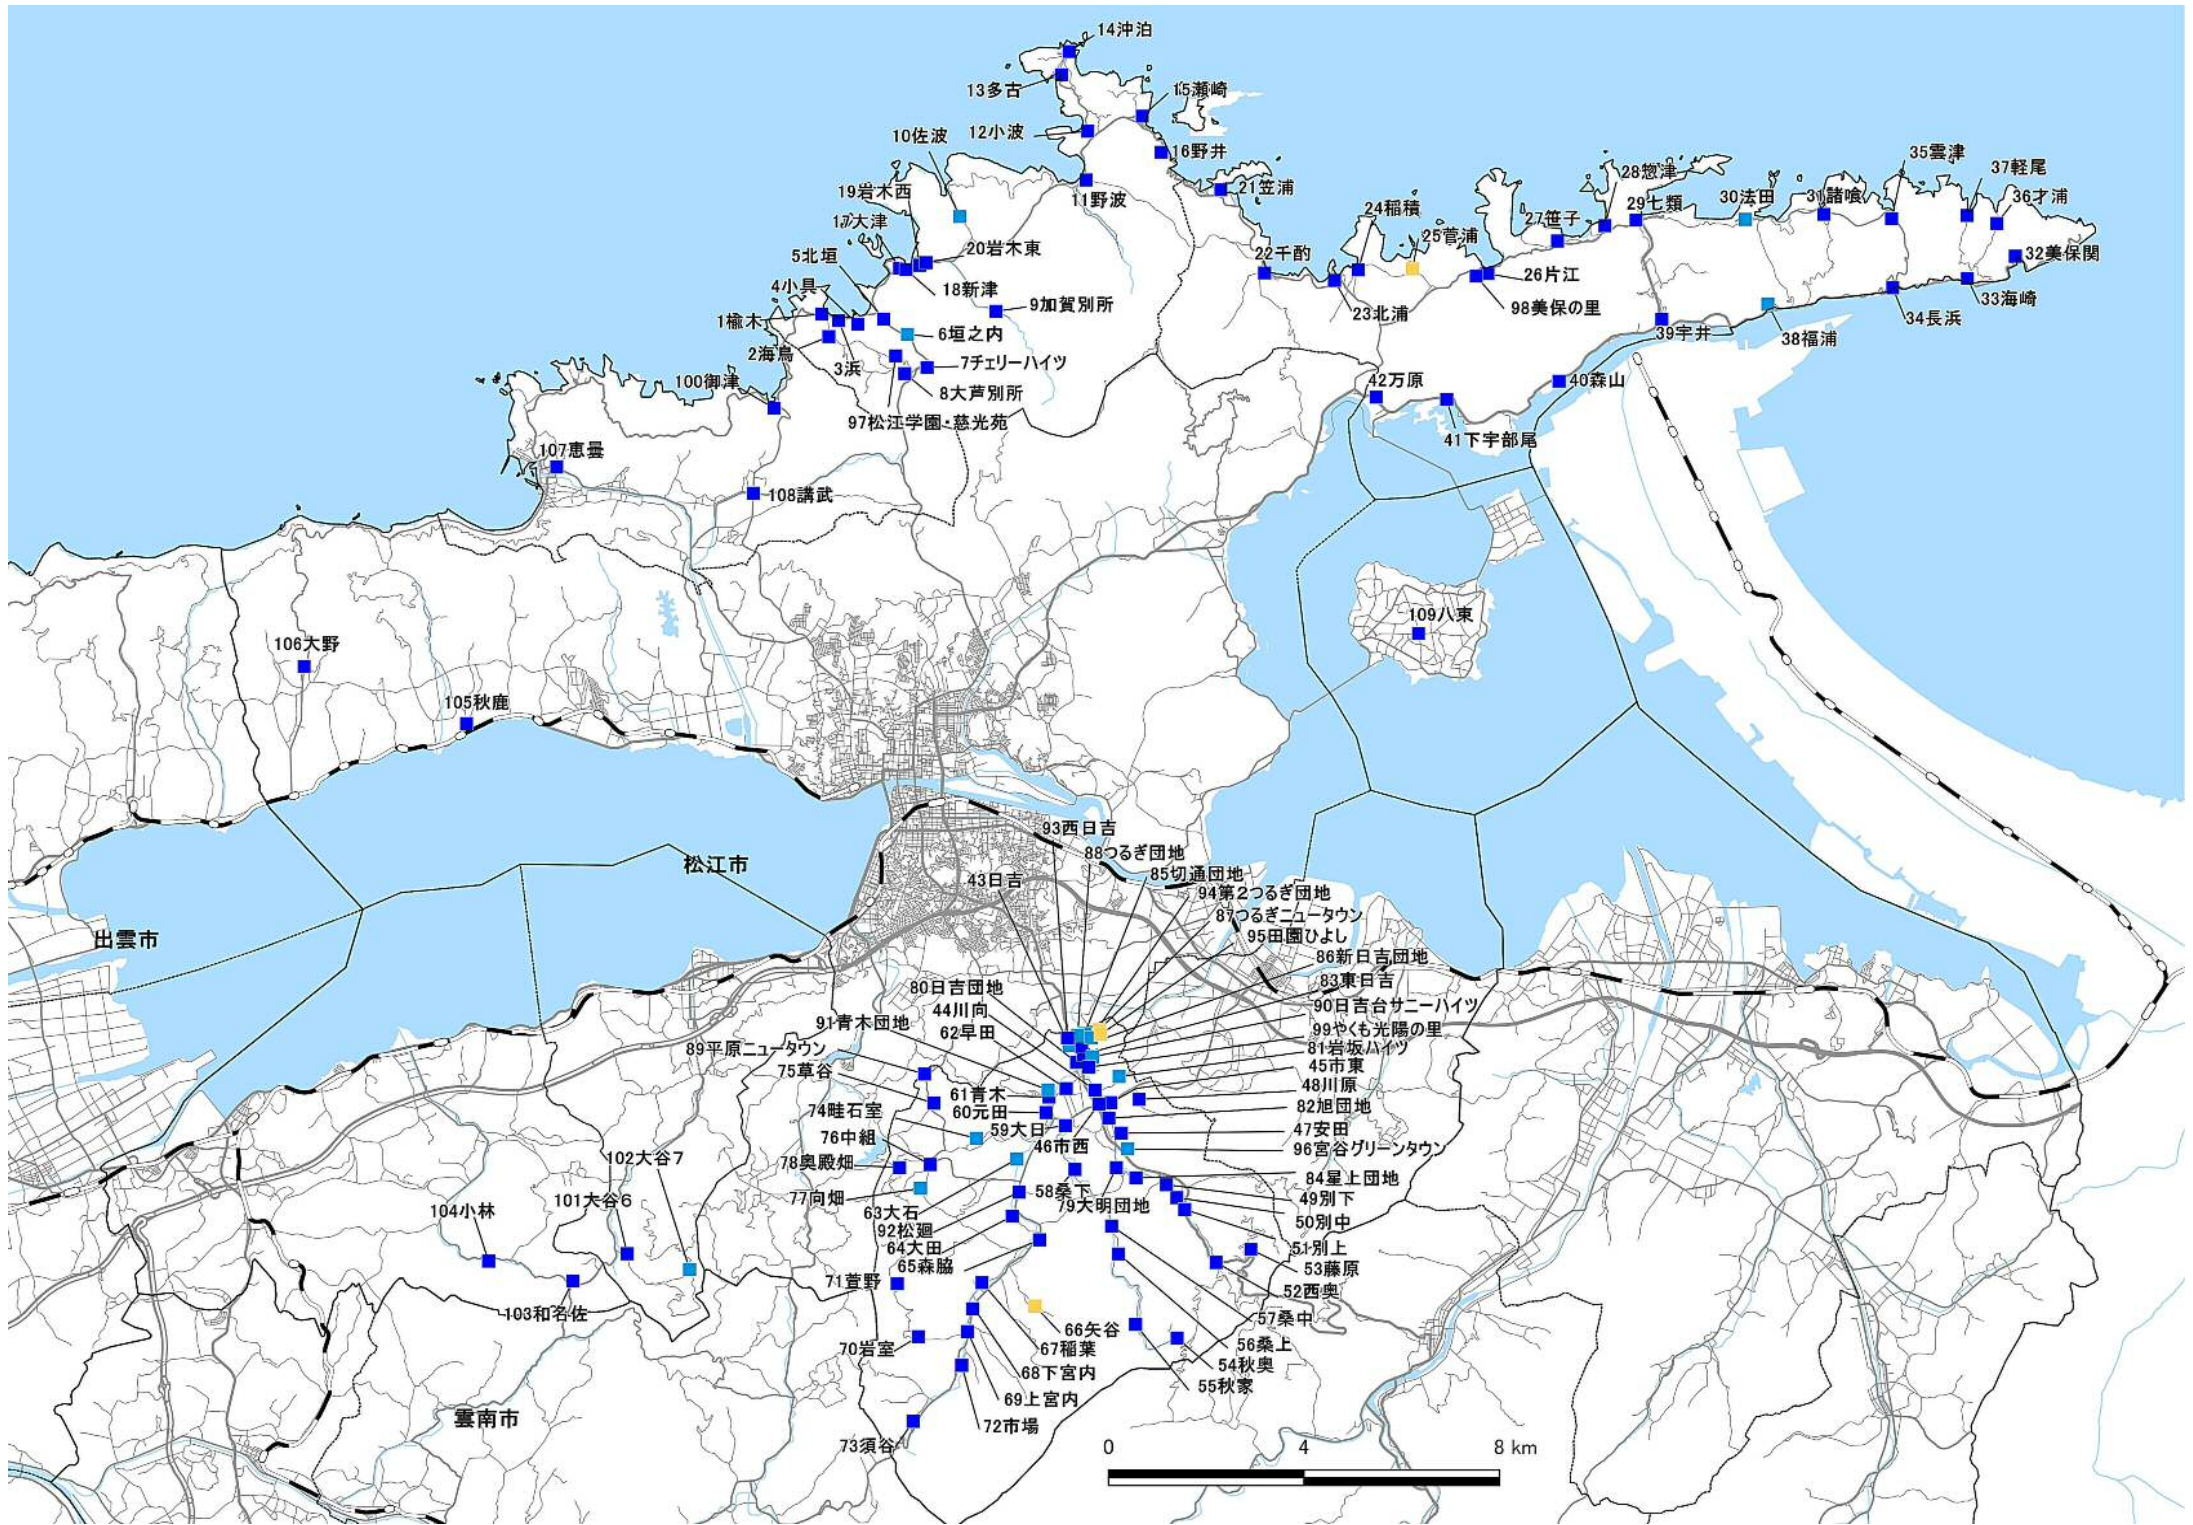 14沖泊
13多古
15瀬崎
10佐波
12小波
16野井
35雲津
37軽尾
28惣津
19岩木西
21笠浦
11野波
30法田
31諸喰
36才浦
29七類
24稲積
17大津
27笹子
25菅浦
20岩木東
5北垣
22千酌
32美保関
26片江
4小具
18新津
33海崎
9加賀別所
98美保の里
23北浦
34長浜
1楡木
39宇井
6垣之内
38福浦
2海鳥
3浜
7チェリーハイツ
100御津
42万原
40森山
8大芦別所
97松江学園・慈光苑
41下宇部尾
107恵曇
108講武
109八束
106大野
105秋鹿
93西日吉
88つるぎ団地
松江市
85切通団地
43日吉
94第2つるぎ団地
87つるぎニュータウン
95田園ひよし
出雲市
86新日吉団地
83東日吉
80日吉団地
90日吉台サニーハイツ
44川向
91青木団地
62早田
99やくも光陽の里
89平原ニュータウン
81岩坂ハイツ
75草谷
45市東
48川原
61青木
74畦石室
60元田
82旭団地
59大日
47安田
76中組
46市西
96宮谷グリーンタウン
102大谷7
78奥殿畑
84星上団地
58桑下
77向畑
79大明団地
49別下
101大谷6
104小林
63大石
50別中
92松廻
64大田
51別上
65森脇
53藤原
71萱野
52西奥
103和名佐
57桑中
66矢谷
56桑上
70岩室
67稲葉
54秋奥
68下宮内
55秋家
69上宮内
雲南市
72市場
73須谷
0 4 8 km